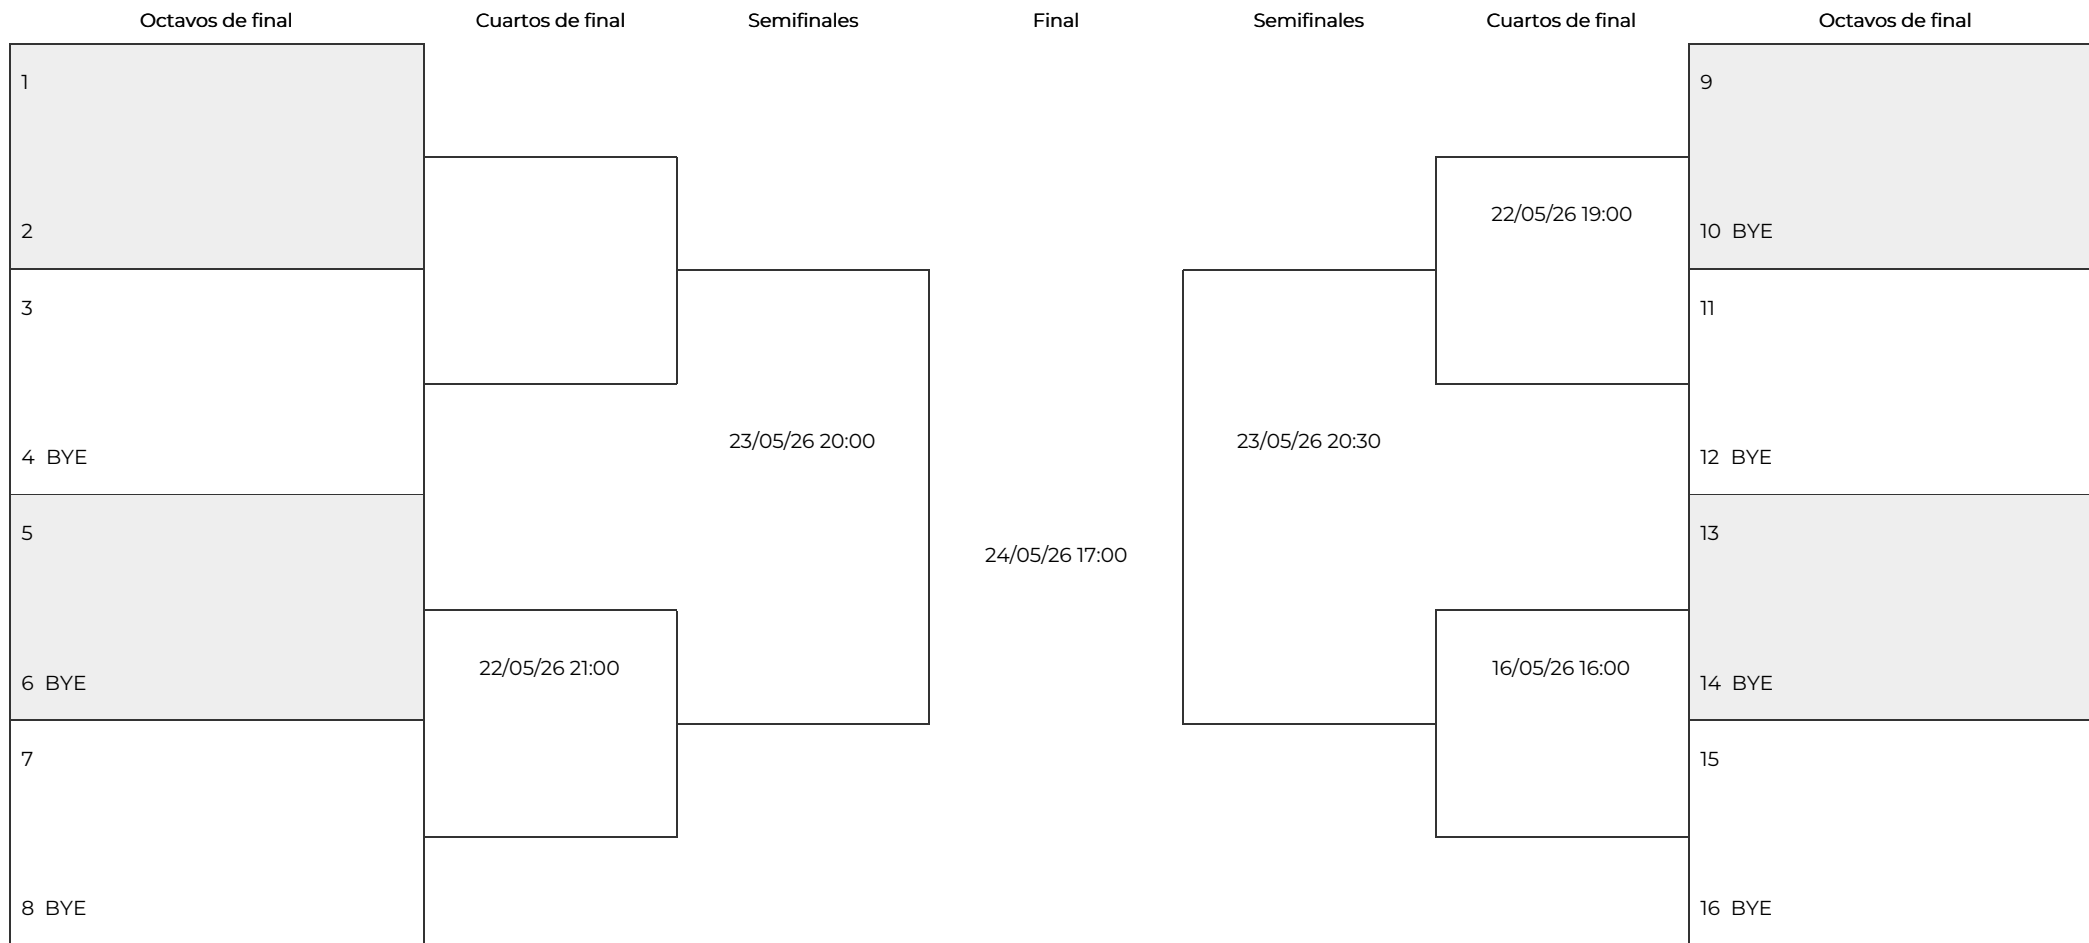 Octavos de final Cuartos de final Semifinales Final Semifinales Cuartos de final Octavos de final
1 9
22/05/26 19:00
2 10 BYE
3 11
23/05/26 20:00 23/05/26 20:30
4 BYE 12 BYE
5 13
24/05/26 17:00
22/05/26 21:00 16/05/26 16:00
6 BYE 14 BYE
7 15
8 BYE 16 BYE